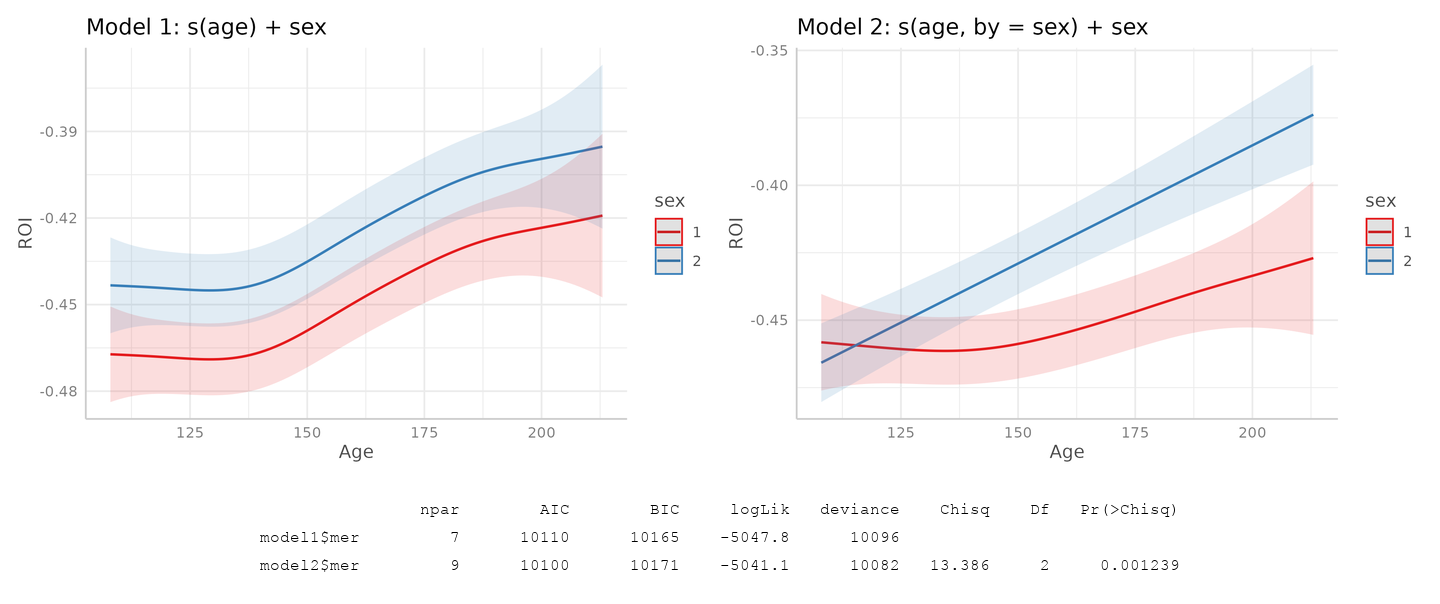 Model 1: s(age) + sex
-0.39
-0.42
-0.45
-0.48
ROI
125 150 175 200
Age
sex
1
2
Model 2: s(age, by = sex) + sex
-0.35
-0.40
-0.45
ROI
125 150 175 200
Age
sex
1
2
npar AIC BIC logLik deviance Chisq Df Pr(>Chisq)
model1$mer 7 10110 10165 -5047.8 10096
model2$mer 9 10100 10171 -5041.1 10082 13.386 2 0.001239